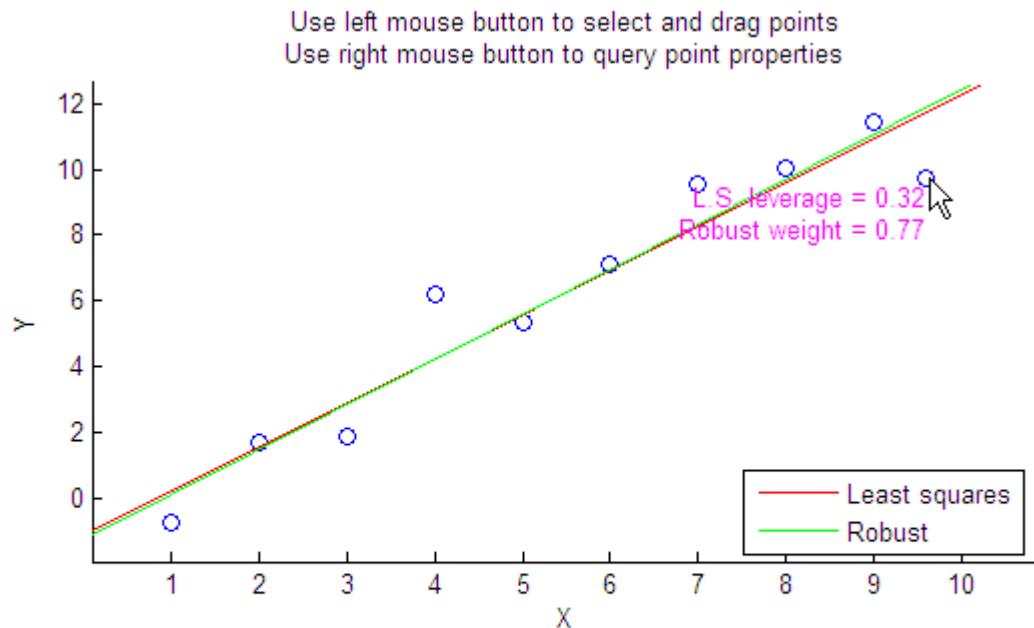 Use left mouse button to select and drag points
Use right mouse button to query point properties
12
10
8
6
4
2
0
Y
L.S. leverage = 0.32
Robust weight = 0.77
Least squares
Robust
1 2 3 4 5 6 7 8 9 10
X